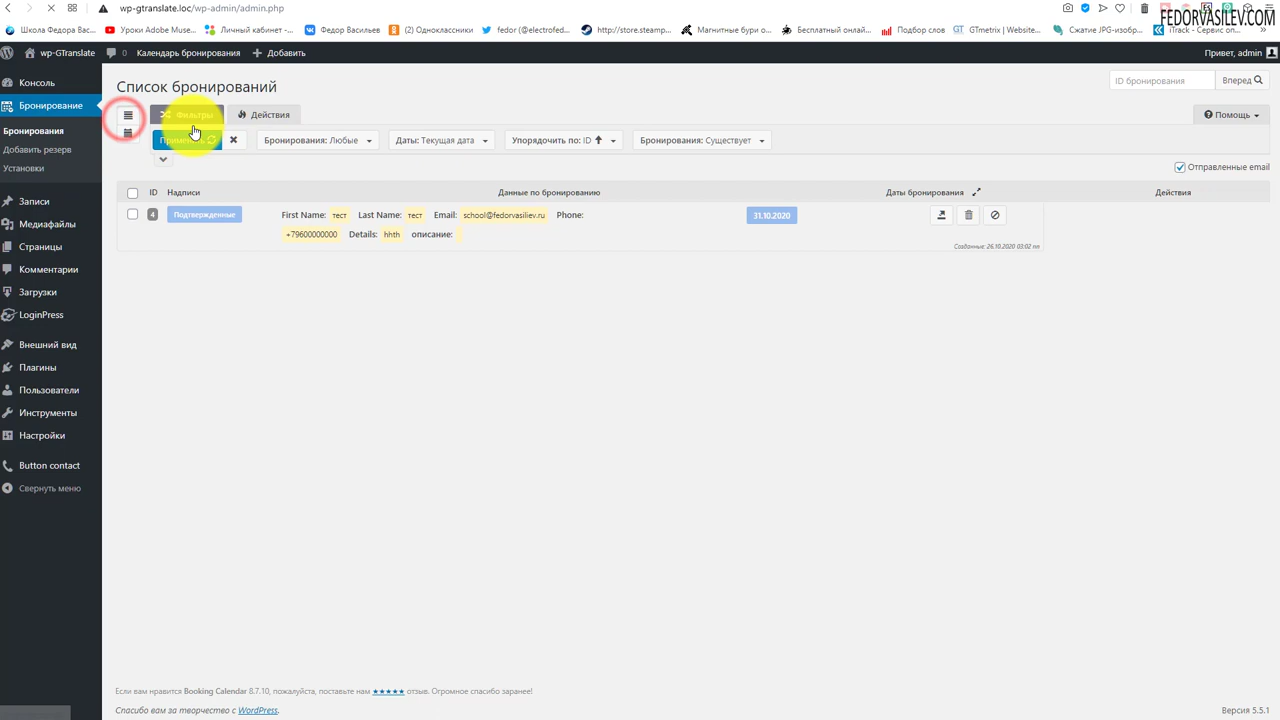 wp-gtranslate.loc/wp-admin/admin.php
FEDORVASILEV.COM
Школа Федора Вас... Уроки Adobe Muse... Личный кабинет -... Федор Васильев (2) Одноклассники fedor (@electrofed... http://store.steamp... Магнитные бури о... Бесплатный онлай... Подбор слов GTmetrix | Website... Сжатие JPG-изобр... iTrack - Сервис оп...
wp-GTranslate 0 Календарь бронирования Добавить Привет, admin
Консоль
Бронирование
Бронирования
Добавить резерв
Установки
Записи
Медиафайлы
Страницы
Комментарии
Загрузки
LoginPress
Внешний вид
Плагины
Пользователи
Инструменты
Настройки
Button contact
Свернуть меню
Список бронирований
ID бронирования Вперед
Фильтры Действия Помощь
Бронирования: Любые Даты: Текущая дата Упорядочить по: ID Бронирования: Существует
Отправленные email
ID Надписи Данные по бронированию Даты бронирования Действия
4 Подтвержденные First Name: тест Last Name: тест Email: school@fedorvasiliev.ru Phone: 31.10.2020
+79600000000 Details: hhth описание:
Созданные: 26.10.2020 03:02 пп
Если вам нравится Booking Calendar 8.7.10, пожалуйста, поставьте нам ★★★★★ отзыв. Огромное спасибо заранее!
Спасибо вам за творчество с WordPress.
Версия 5.5.1